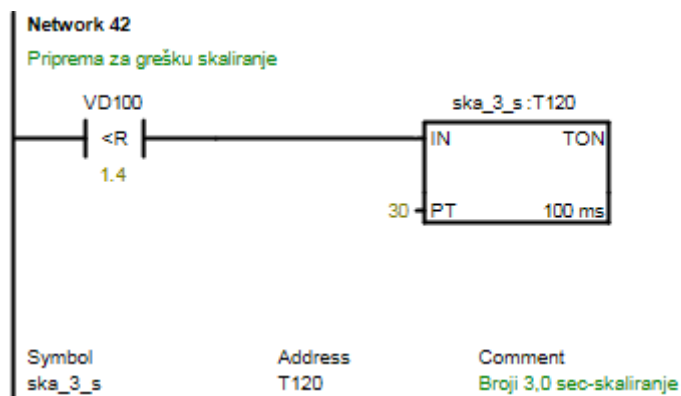 Network 42
Priprema za grešku skaliranje
VD100
ska_3_s:T120
<R
IN TON
1.4
30 PT 100 ms
Symbol Address Comment
ska_3_s T120 Broji 3,0 sec-skaliranje